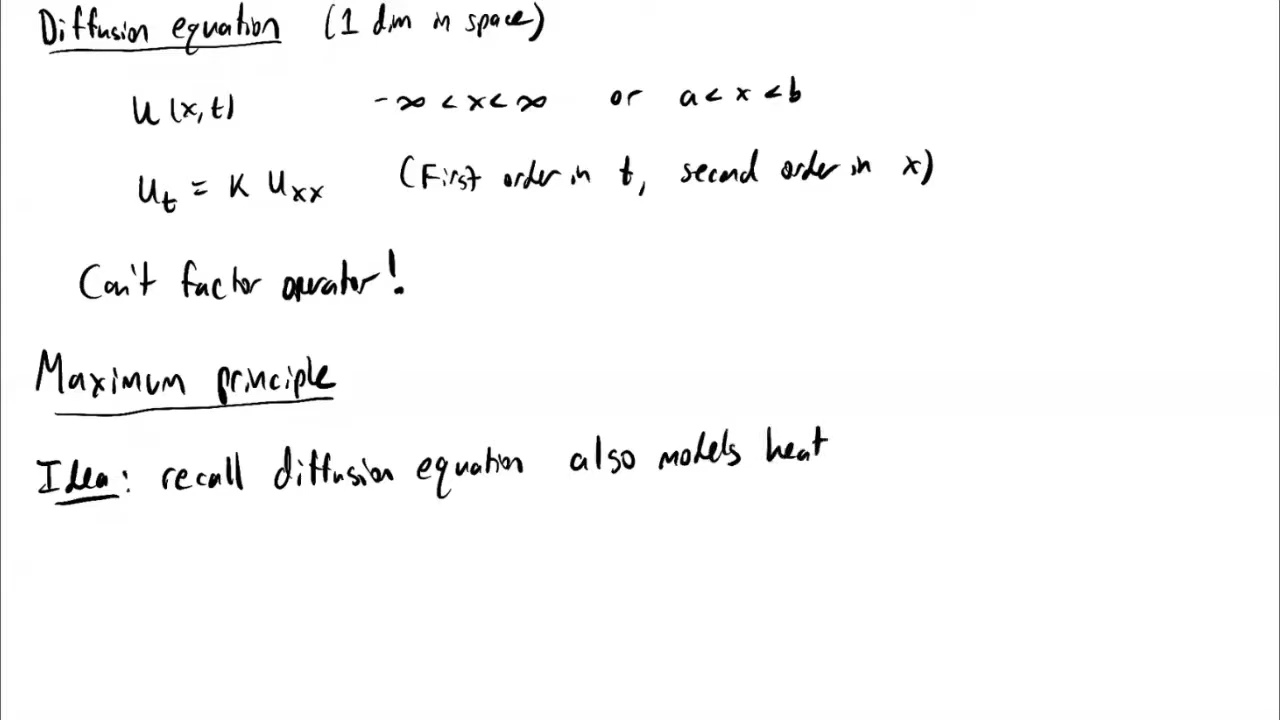 Diffusion equation (1 dim in space)
u(x,t) -∞ < x < ∞ or a < x < b
u_t = K u_xx (First order in t, second order in x)
Can't factor operator!
Maximum principle
Idea: recall diffusion equation also models heat